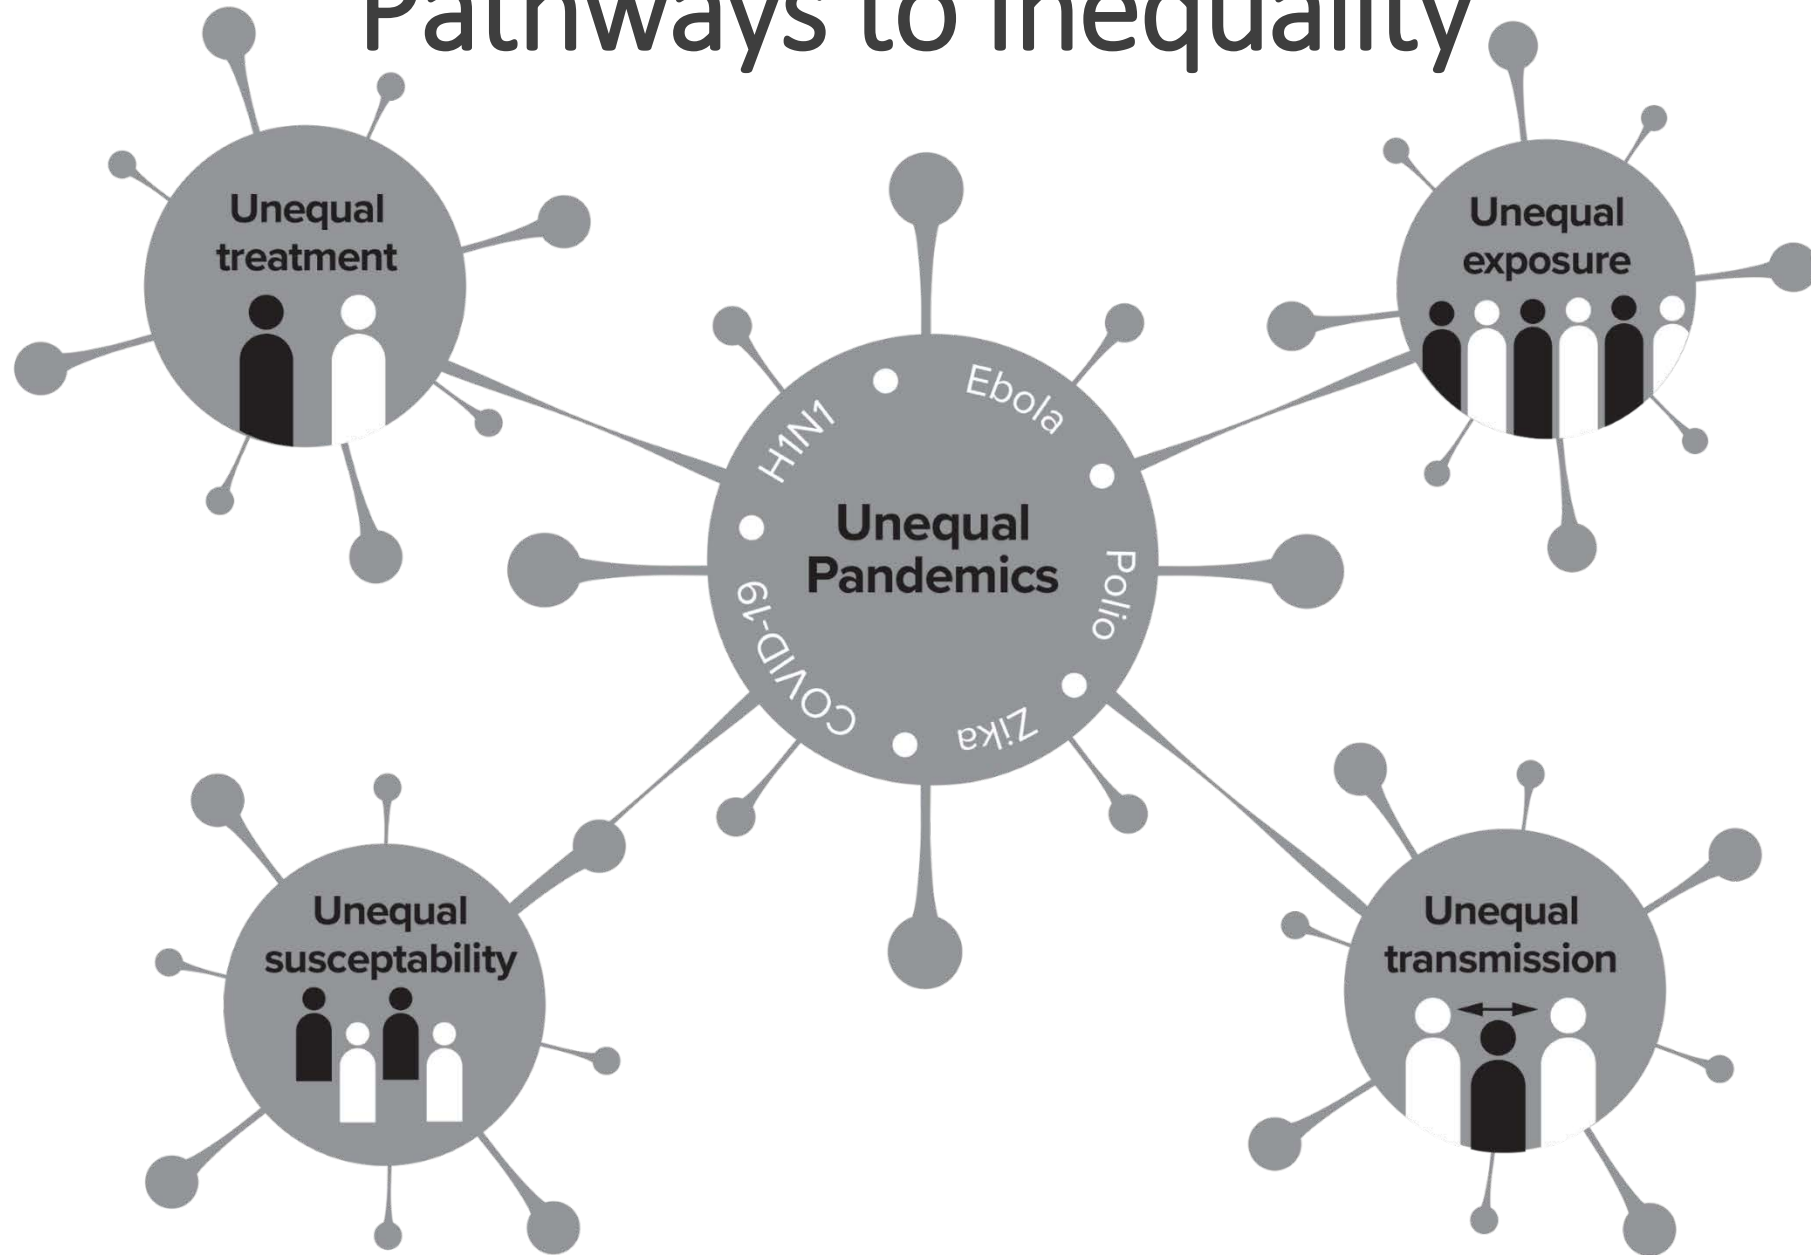 Pathways to Inequality
Unequal
treatment
Unequal
exposure
Unequal
Pandemics
H1N1
Ebola
Polio
Zika
COVID-19
Unequal
susceptability
Unequal
transmission